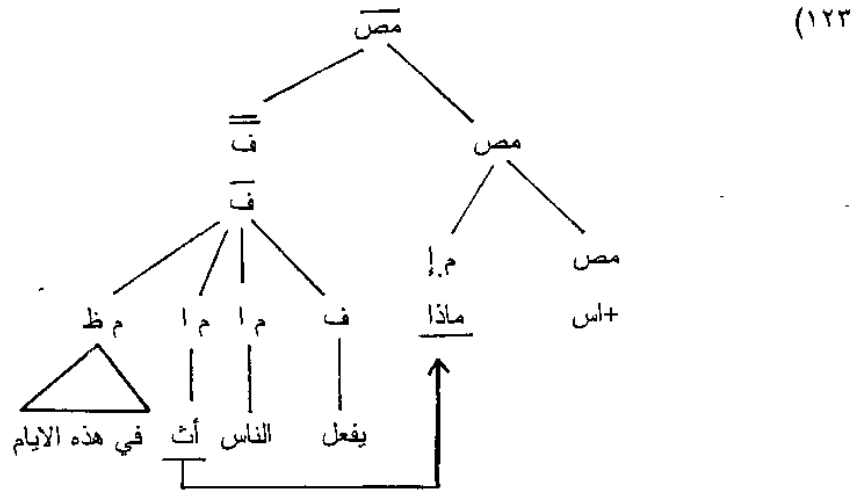 (١٢٣
مص̅
ف̿
مص
ف̅
مص م.إ
+اس ماذا
ف م ا م ا م ظ
يفعل الناس أث في هذه الايام